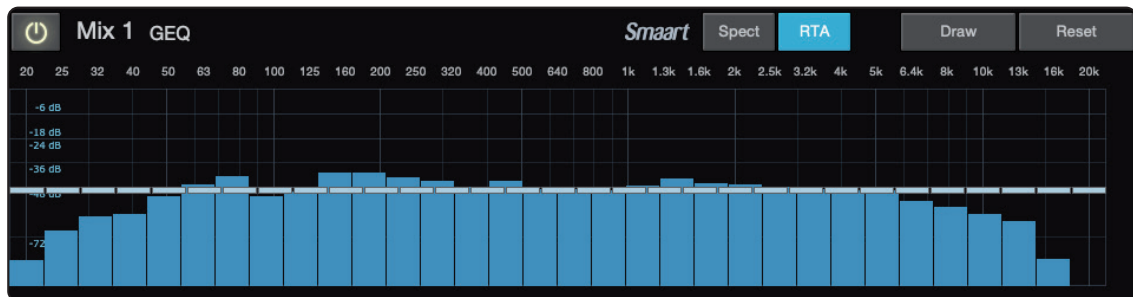 Mix 1 GEQ Smaart Spect RTA Draw Reset
20 25 32 40 50 63 80 100 125 160 200 250 320 400 500 640 800 1k 1.3k 1.6k 2k 2.5k 3.2k 4k 5k 6.4k 8k 10k 13k 16k 20k
-6 dB
-18 dB
-24 dB
-36 dB
-48 dB
-72